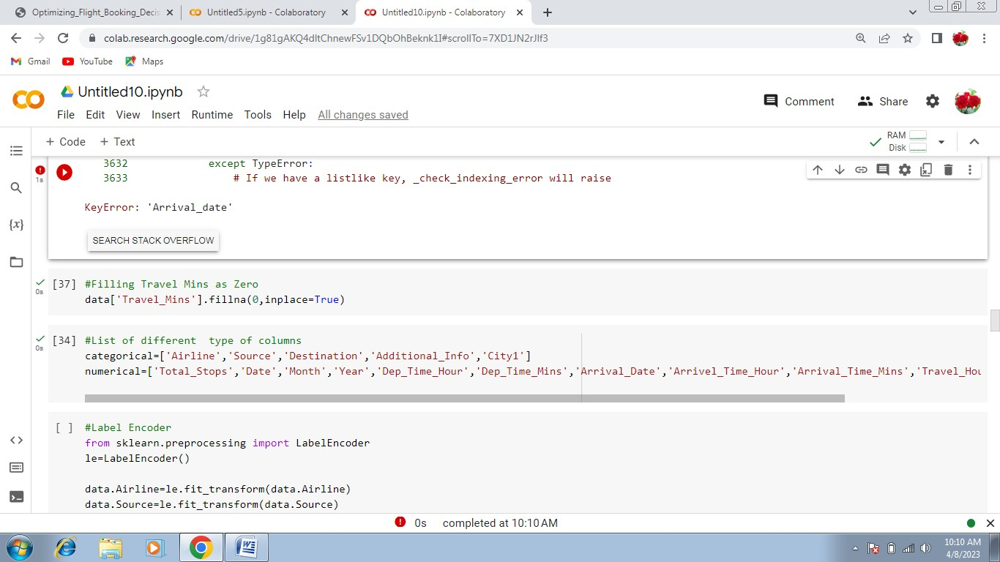 Optimizing_Flight_Booking_Decis
Untitled5.ipynb - Colaboratory
Untitled10.ipynb - Colaboratory
colab.research.google.com/drive/1g81gAKQ4dItChnewFSv1DQbOhBeknk1I#scrollTo=7XD1JN2rJIf3
Gmail
YouTube
Maps
Untitled10.ipynb
Comment
Share
File Edit View Insert Runtime Tools Help All changes saved
+ Code + Text
RAM
Disk
3632 except TypeError:
1s
3633 # If we have a listlike key, _check_indexing_error will raise
{x}
KeyError: 'Arrival_date'
SEARCH STACK OVERFLOW
[37] #Filling Travel Mins as Zero
0s
data['Travel_Mins'].fillna(0,inplace=True)
[34] #List of different type of columns
0s
categorical=['Airline','Source','Destination','Additional_Info','City1']
numerical=['Total_Stops','Date','Month','Year','Dep_Time_Hour','Dep_Time_Mins','Arrival_Date','Arrivel_Time_Hour','Arrival_Time_Mins','Travel_Hou
[ ] #Label Encoder
from sklearn.preprocessing import LabelEncoder
le=LabelEncoder()
data.Airline=le.fit_transform(data.Airline)
data.Source=le.fit_transform(data.Source)
0s completed at 10:10 AM
10:10 AM
4/8/2023